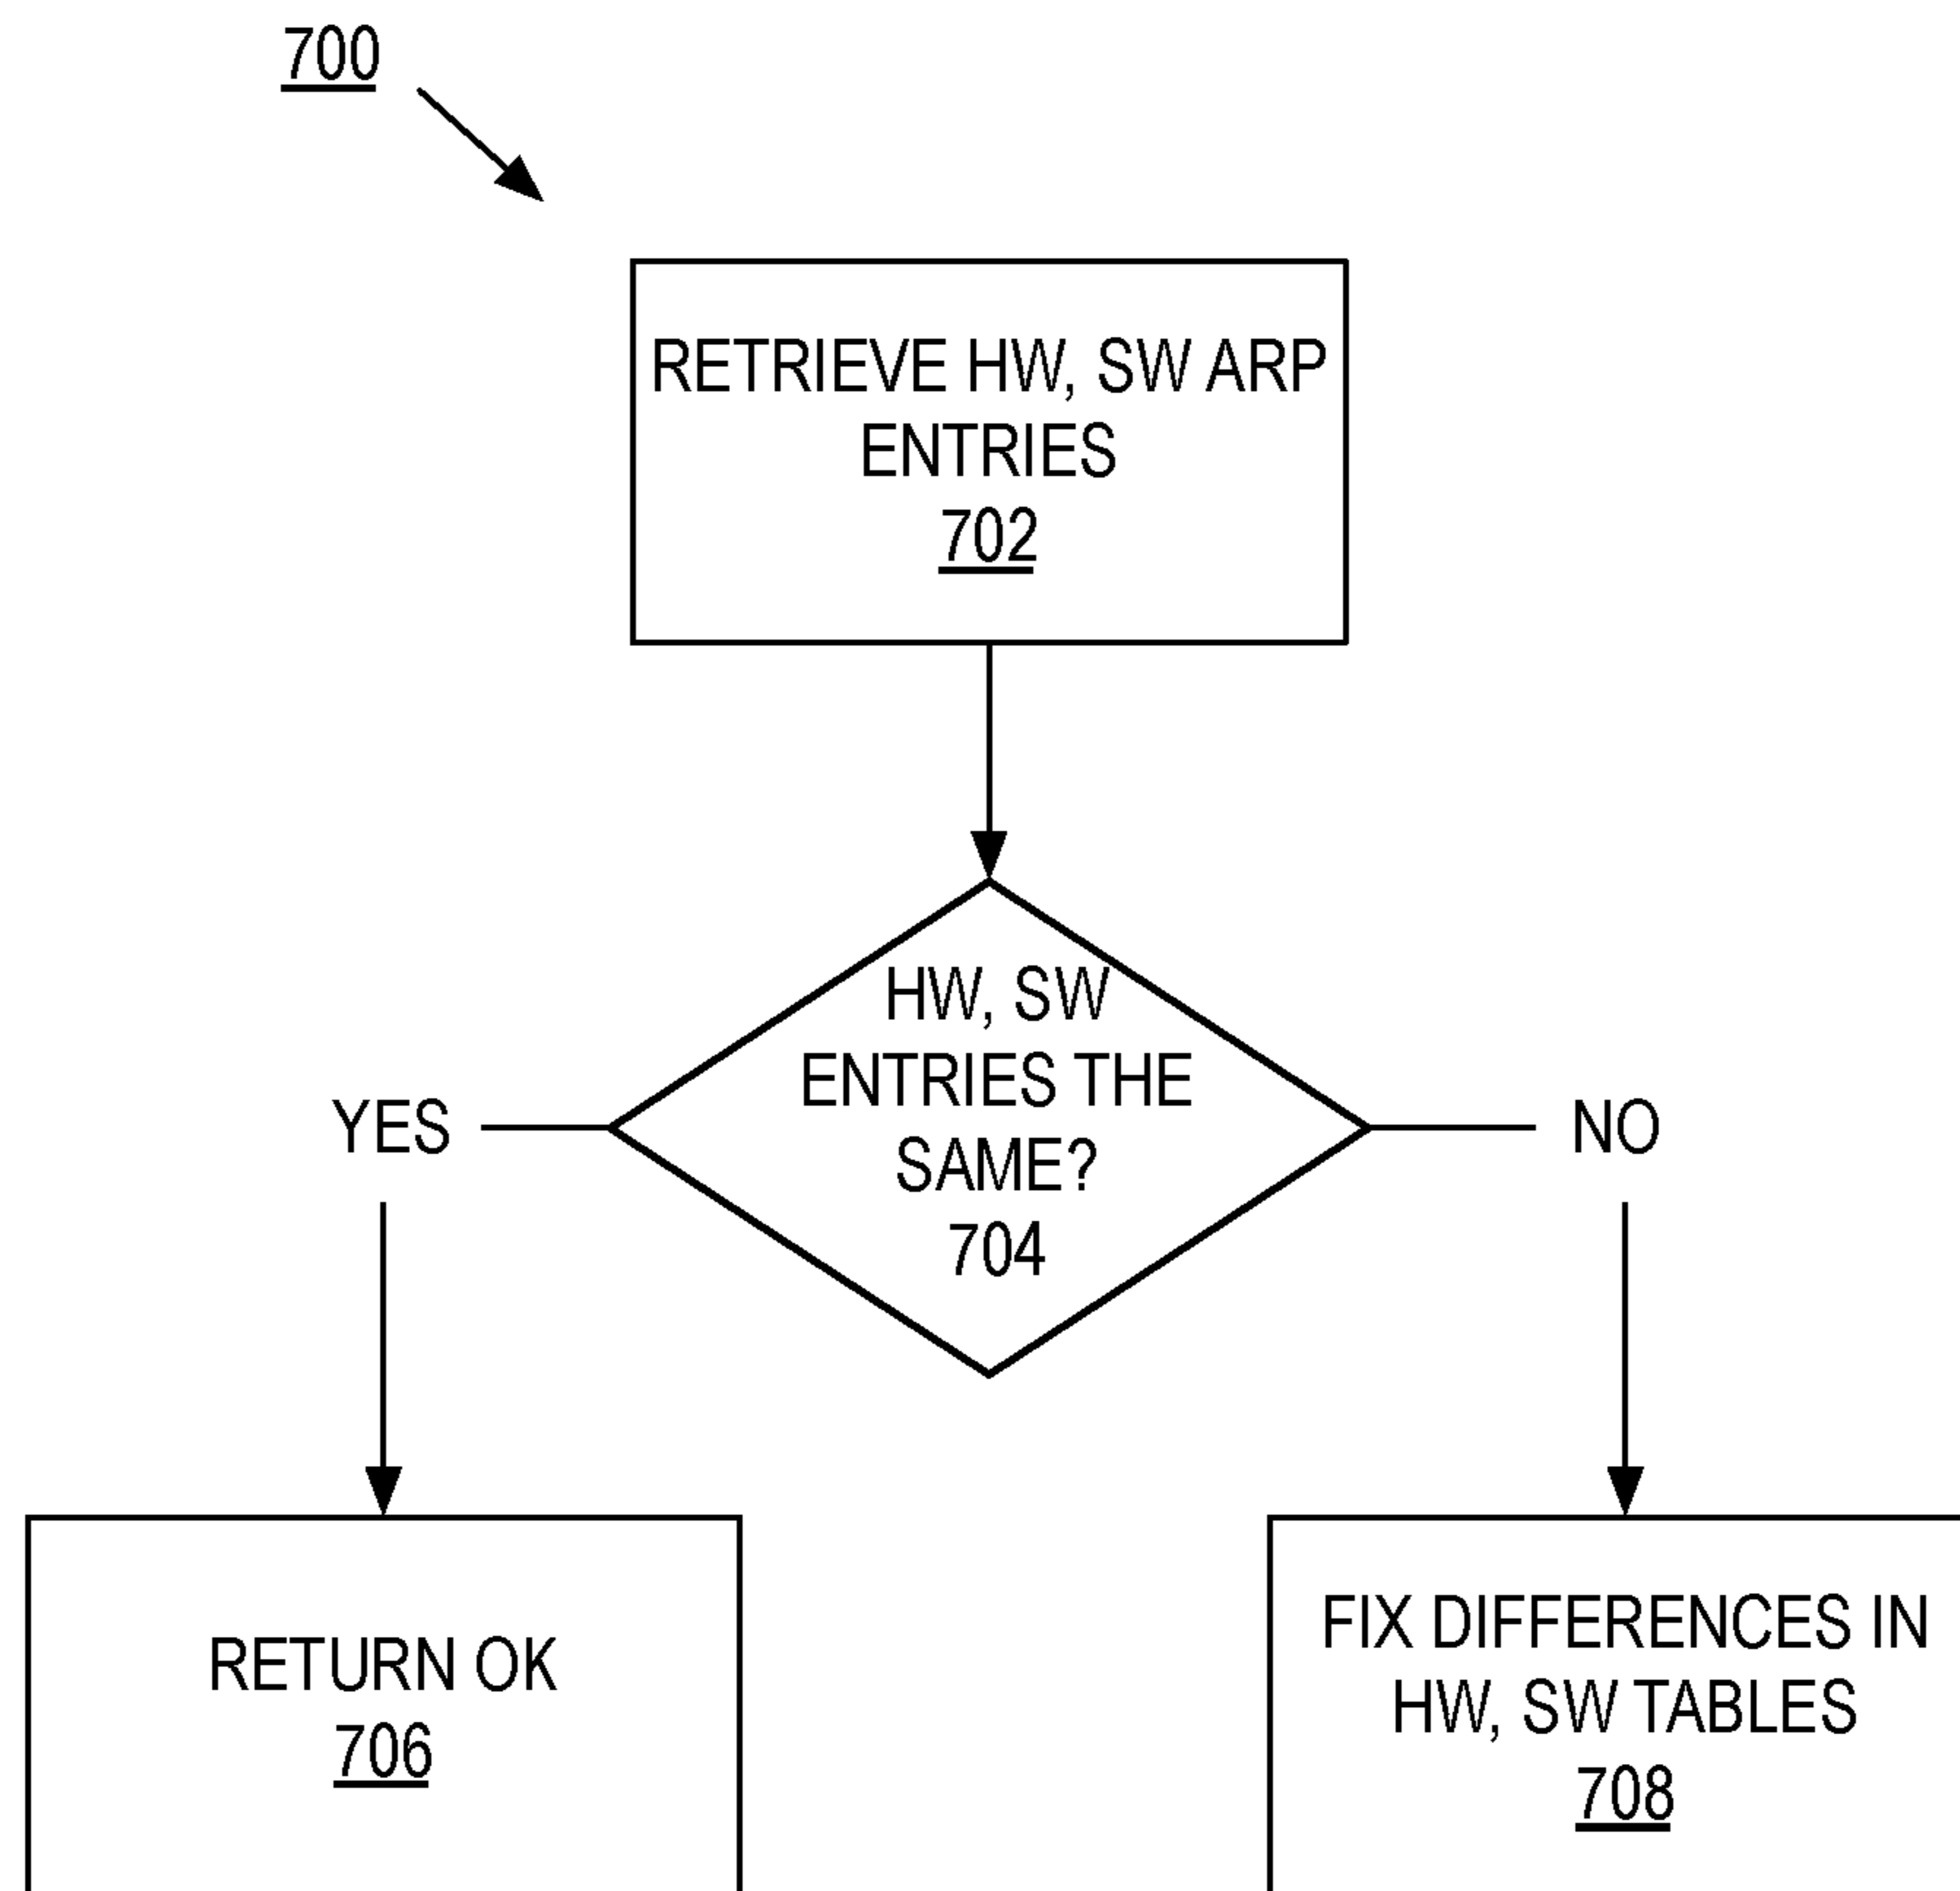 700
RETRIEVE HW, SW ARP
ENTRIES
702
HW, SW
ENTRIES THE
SAME?
704
YES
NO
RETURN OK
706
FIX DIFFERENCES IN
HW, SW TABLES
708